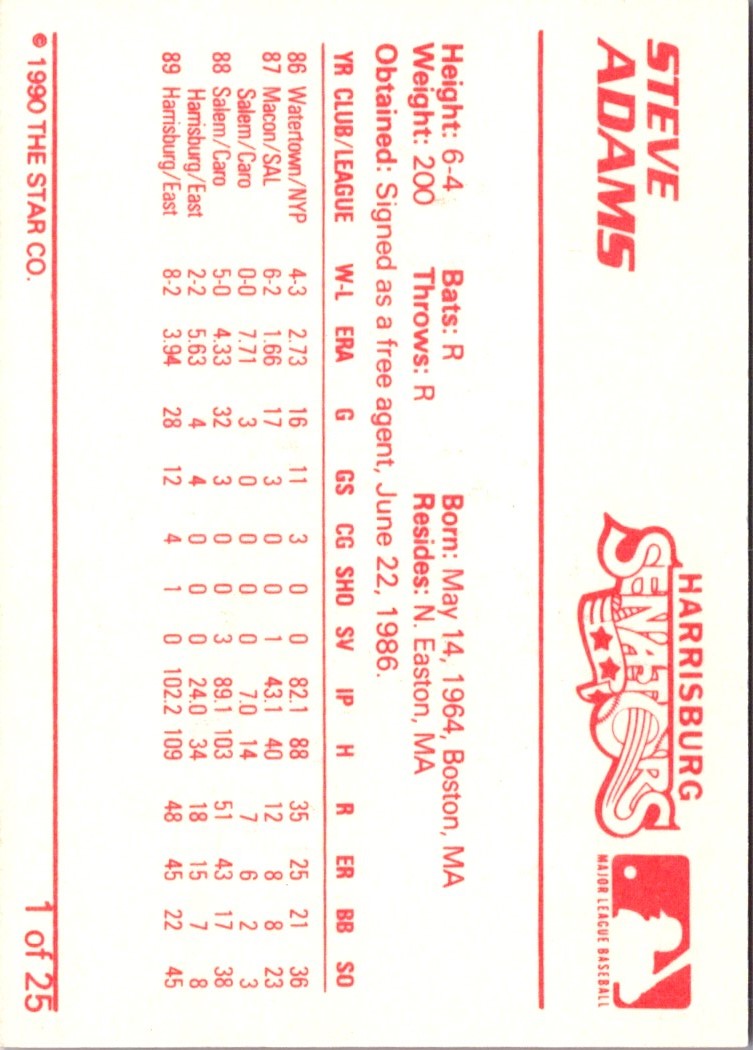 STEVE
ADAMS
HARRISBURG
SENATORS
MAJOR LEAGUE BASEBALL
Height: 6-4 Bats: R Born: May 14, 1964, Boston, MA
Weight: 200 Throws: R Resides: N. Easton, MA
Obtained: Signed as a free agent, June 22, 1986.
YR CLUB/LEAGUE W-L ERA G GS CG SHO SV IP H R ER BB SO
86 Watertown/NYP 4-3 2.73 16 11 3 0 0 82.1 88 35 25 21 36
87 Macon/SAL 6-2 1.66 17 3 0 0 1 43.1 40 12 8 8 23
Salem/Caro 0-0 7.71 3 0 0 0 0 7.0 14 7 6 2 3
88 Salem/Caro 5-0 4.33 32 3 0 0 3 89.1 103 51 43 17 38
Harrisburg/East 2-2 5.63 4 4 0 0 0 24.0 34 18 15 7 8
89 Harrisburg/East 8-2 3.94 28 12 4 1 0 102.2 109 48 45 22 45
© 1990 THE STAR CO. 1 of 25